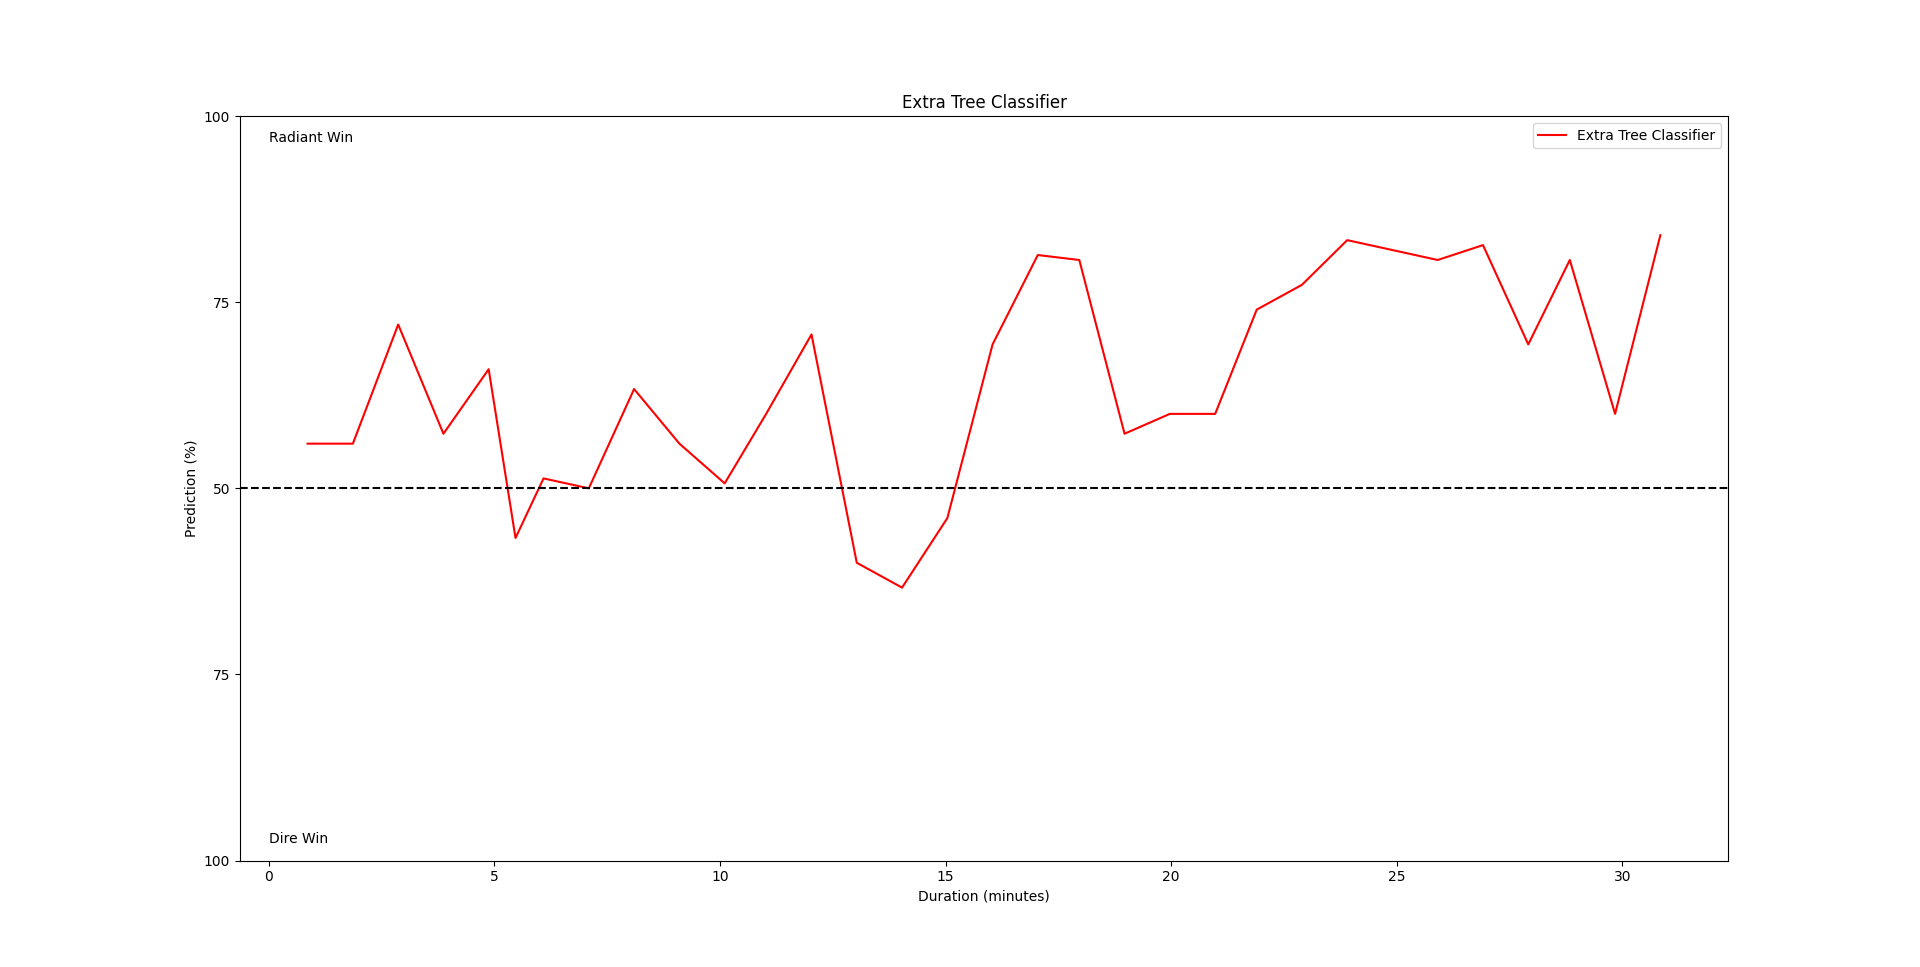 Extra Tree Classifier
100
Radiant Win
Extra Tree Classifier
75
Prediction (%)
50
75
Dire Win
100
0 5 10 15 20 25 30
Duration (minutes)